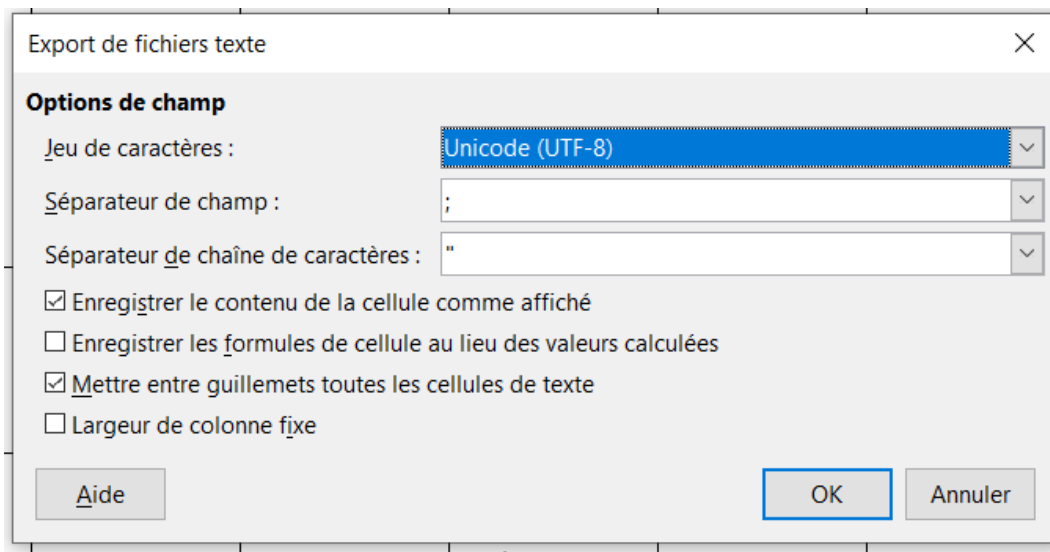 Export de fichiers texte
Options de champ
Jeu de caractères :
Unicode (UTF-8)
Séparateur de champ :
;
Séparateur de chaîne de caractères :
"
Enregistrer le contenu de la cellule comme affiché
Enregistrer les formules de cellule au lieu des valeurs calculées
Mettre entre guillemets toutes les cellules de texte
Largeur de colonne fixe
Aide
OK
Annuler